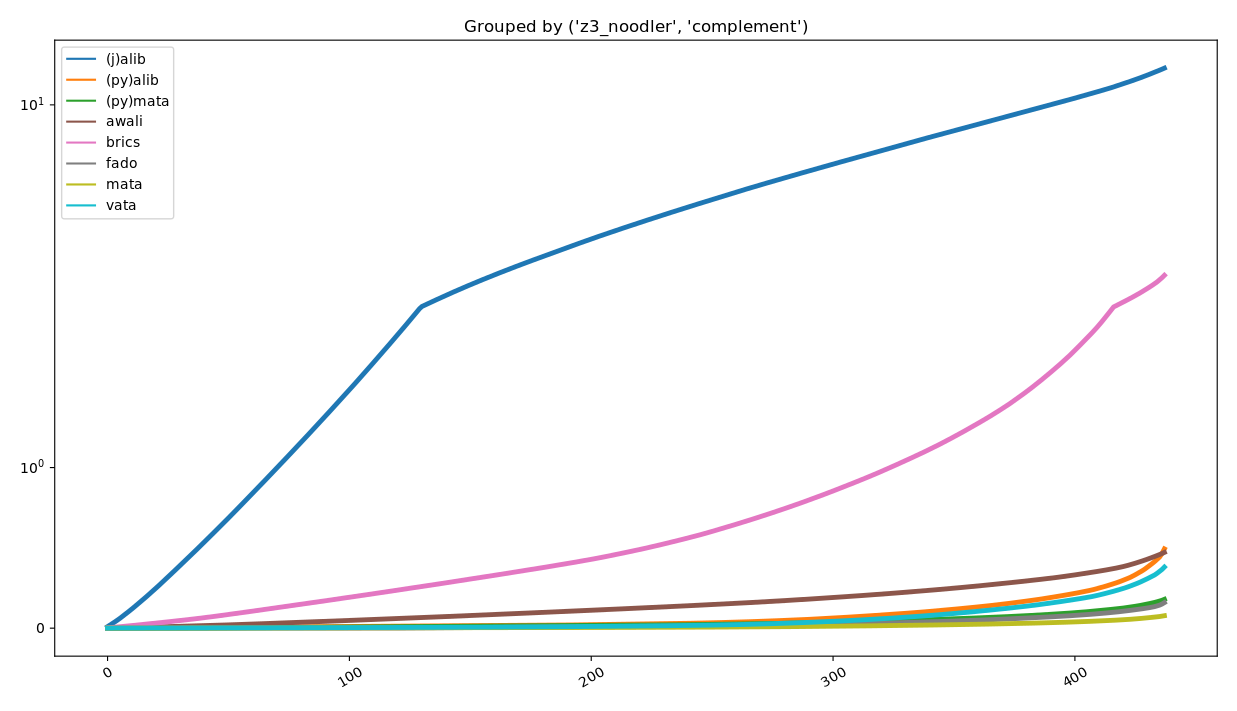 Grouped by ('z3_noodler', 'complement')
(j)alib
(py)alib
(py)mata
awali
brics
fado
mata
vata
10^1
10^0
0
0
100
200
300
400